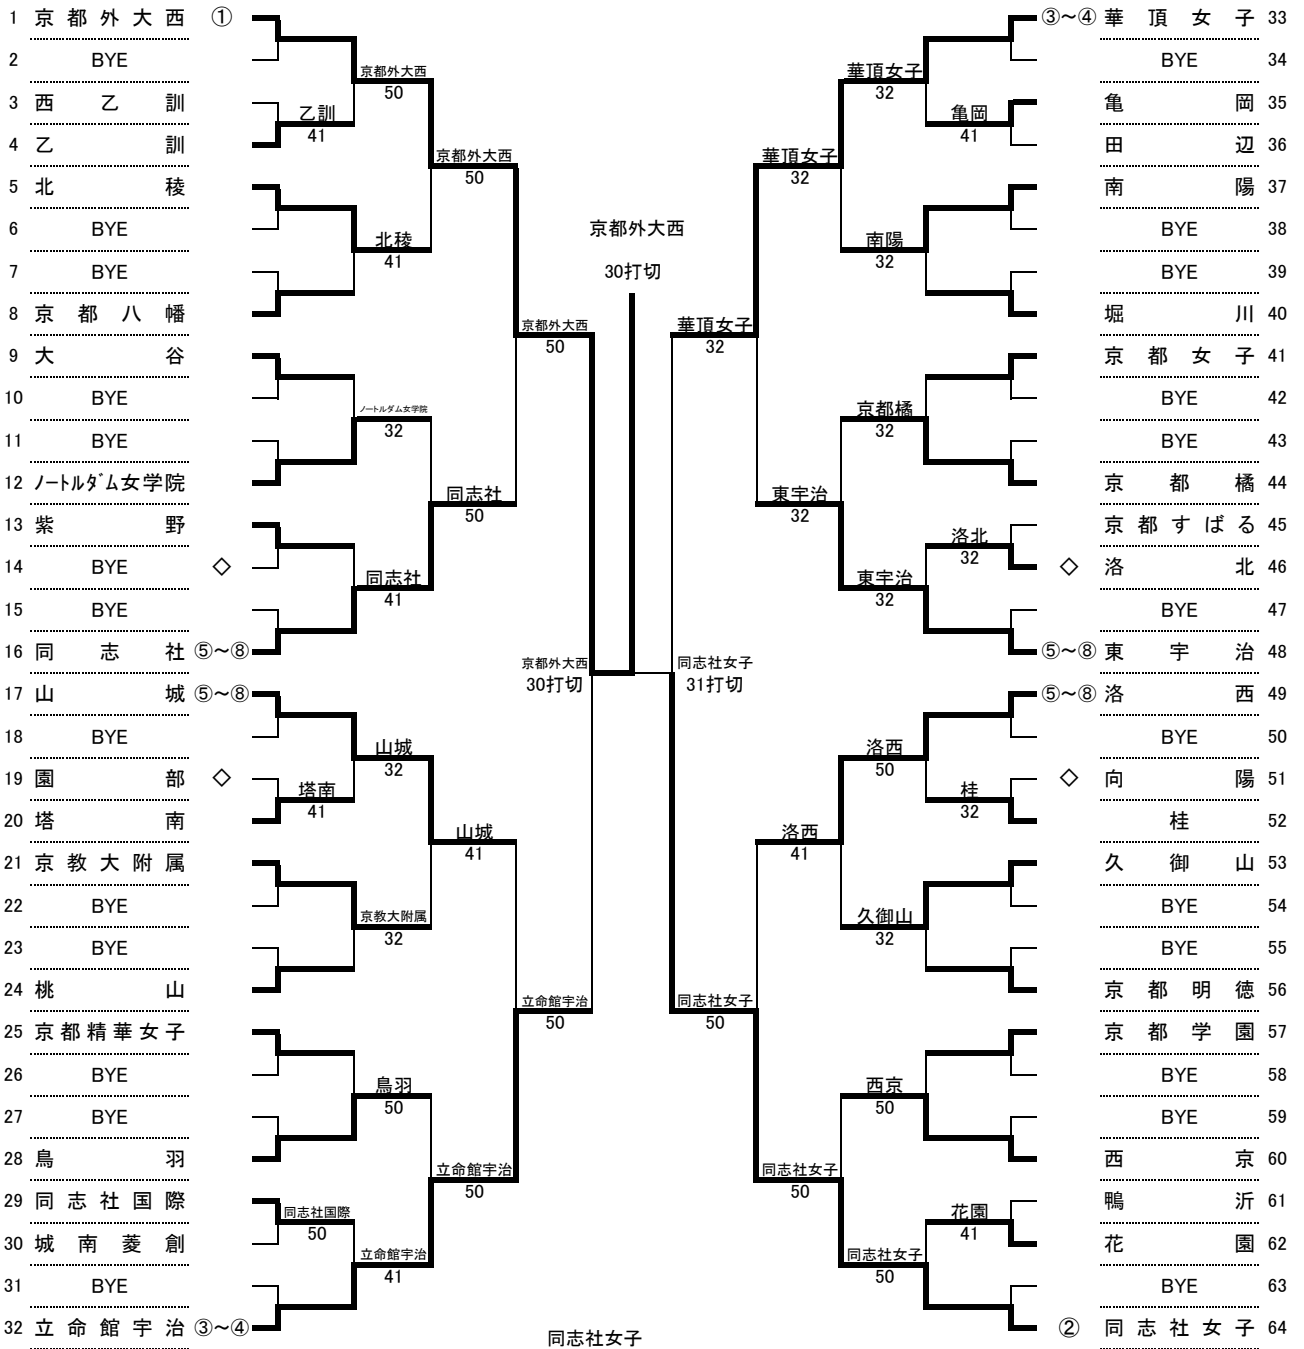 1 京都外大西 ①
2 BYE
3 西乙訓
4 乙訓
5 北稜
6 BYE
7 BYE
8 京都八幡
9 大谷
10 BYE
11 BYE
12 ノートルダム女学院
13 紫野
14 BYE ◇
15 BYE
16 同志社 ⑤~⑧
17 山城 ⑤~⑧
18 BYE
19 園部 ◇
20 塔南
21 京教大附属
22 BYE
23 BYE
24 桃山
25 京都精華女子
26 BYE
27 BYE
28 鳥羽
29 同志社国際
30 城南菱創
31 BYE
32 立命館宇治 ③~④
乙訓
41
塔南
41
同志社国際
50
京都外大西
50
北稜
41
ノートルダム女学院
32
同志社
41
山城
32
京教大附属
32
鳥羽
50
立命館宇治
41
京都外大西
50
同志社
50
山城
41
立命館宇治
50
京都外大西
50
立命館宇治
50
京都外大西
30打切
京都外大西
30打切
同志社女子
31打切
同志社女子
華頂女子
32
同志社女子
50
華頂女子
32
東宇治
32
洛西
41
同志社女子
50
華頂女子
32
南陽
32
京都橘
32
東宇治
32
洛西
50
久御山
32
西京
50
同志社女子
50
亀岡
41
洛北
32
桂
32
花園
41
③~④ 華頂女子 33
BYE 34
亀岡 35
田辺 36
南陽 37
BYE 38
BYE 39
堀川 40
京都女子 41
BYE 42
BYE 43
京都橘 44
京都すばる 45
◇ 洛北 46
BYE 47
⑤~⑧ 東宇治 48
⑤~⑧ 洛西 49
BYE 50
◇ 向陽 51
桂 52
久御山 53
BYE 54
BYE 55
京都明徳 56
京都学園 57
BYE 58
BYE 59
西京 60
鴨沂 61
花園 62
BYE 63
② 同志社女子 64